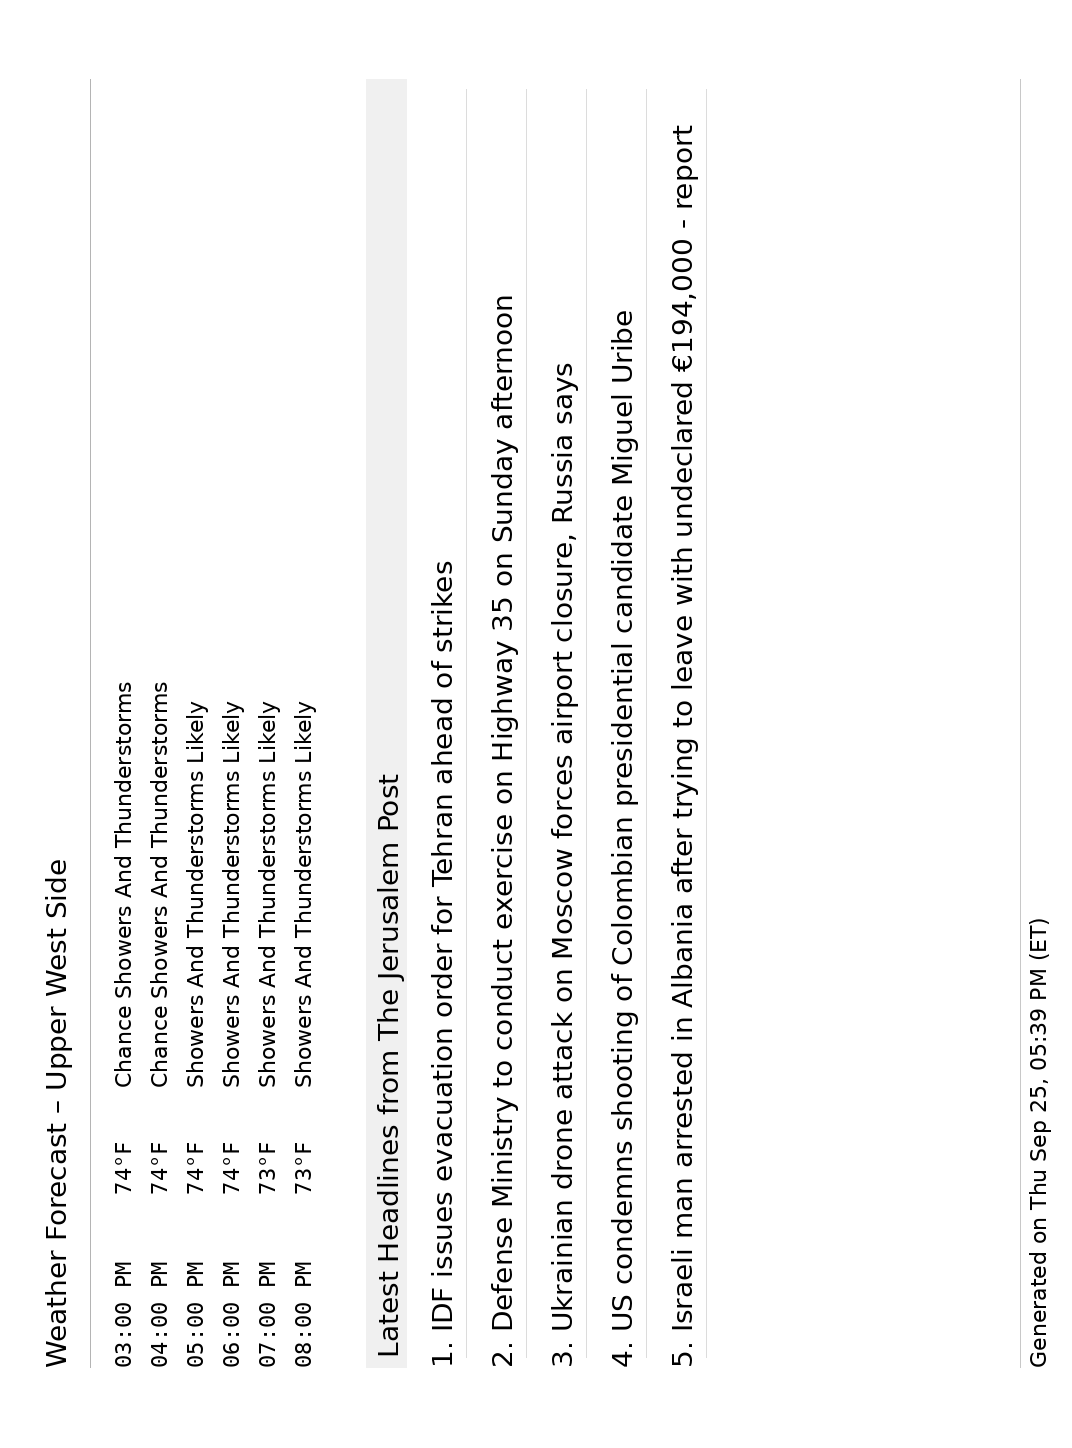 Weather Forecast – Upper West Side
03:00 PM 74°F Chance Showers And Thunderstorms
04:00 PM 74°F Chance Showers And Thunderstorms
05:00 PM 74°F Showers And Thunderstorms Likely
06:00 PM 74°F Showers And Thunderstorms Likely
07:00 PM 73°F Showers And Thunderstorms Likely
08:00 PM 73°F Showers And Thunderstorms Likely
Latest Headlines from The Jerusalem Post
1. IDF issues evacuation order for Tehran ahead of strikes
2. Defense Ministry to conduct exercise on Highway 35 on Sunday afternoon
3. Ukrainian drone attack on Moscow forces airport closure, Russia says
4. US condemns shooting of Colombian presidential candidate Miguel Uribe
5. Israeli man arrested in Albania after trying to leave with undeclared €194,000 - report
Generated on Thu Sep 25, 05:39 PM (ET)